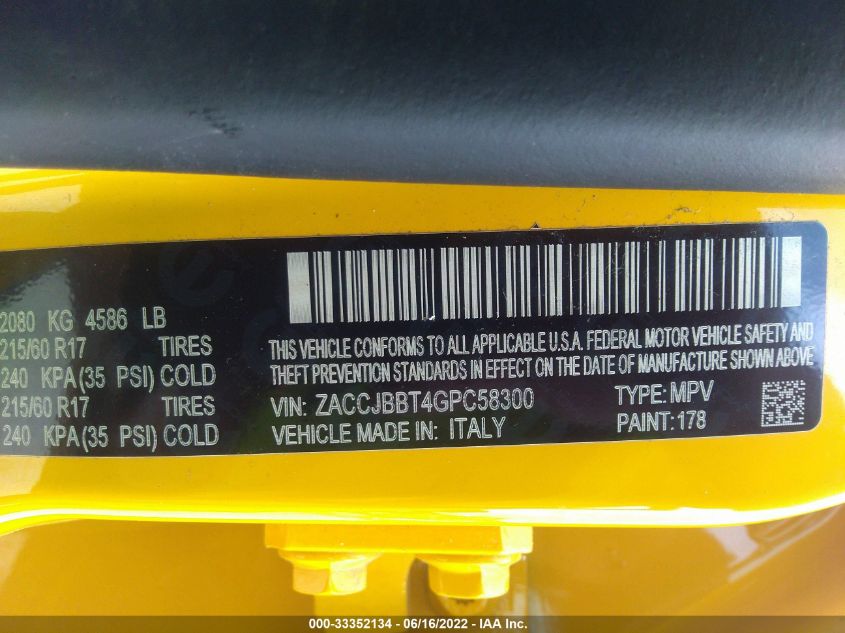 2080 KG 4586 LB
215/60 R17 TIRES
240 KPA(35 PSI) COLD
215/60 R17 TIRES
240 KPA(35 PSI) COLD
THIS VEHICLE CONFORMS TO ALL APPLICABLE U.S.A. FEDERAL MOTOR VEHICLE SAFETY AND
THEFT PREVENTION STANDARDS IN EFFECT ON THE DATE OF MANUFACTURE SHOWN ABOVE
VIN: ZACCJBBT4GPC58300 TYPE: MPV
VEHICLE MADE IN: ITALY PAINT:178
000-33352134 - 06/16/2022 - IAA Inc.